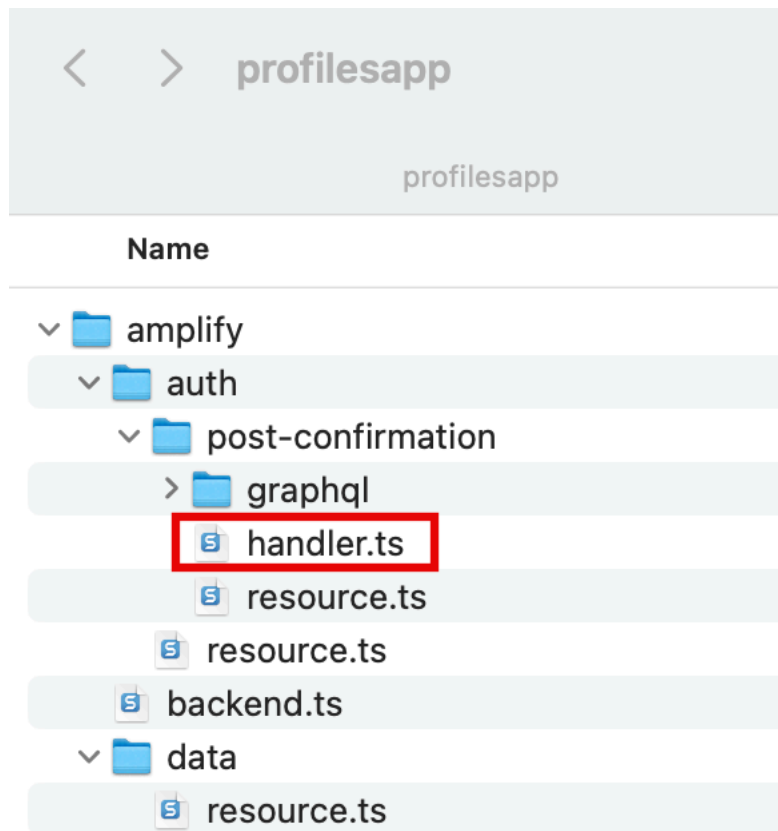 profilesapp
profilesapp
Name
amplify
auth
post-confirmation
graphql
handler.ts
resource.ts
resource.ts
backend.ts
data
resource.ts